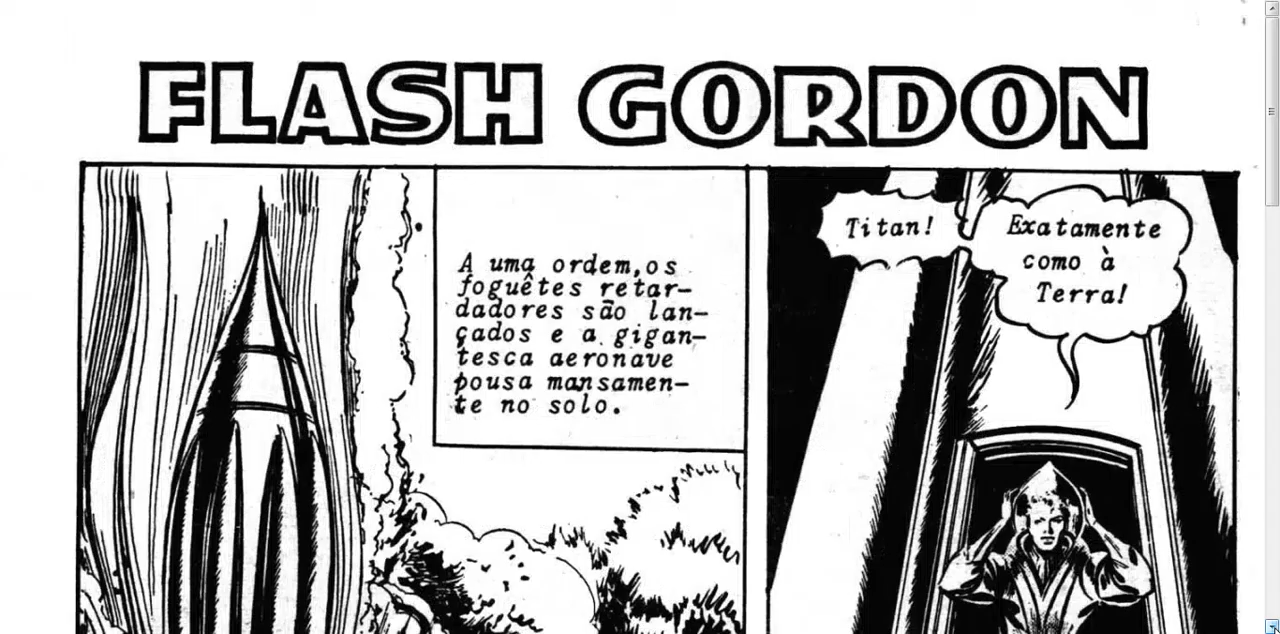 FLASH GORDON
A uma ordem, os
foguêtes retar-
dadores são lan-
çados e a gigan-
tesca aeronave
pousa mansamen-
te no solo.
Titan!
Exatamente
como à
Terra!